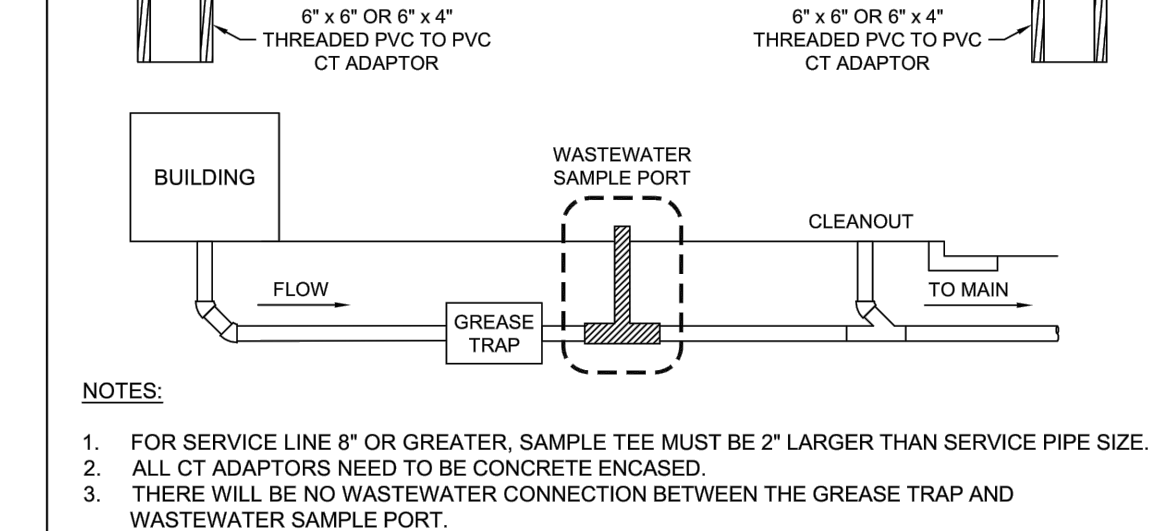 6" x 6" OR 6" x 4"
THREADED PVC TO PVC
CT ADAPTOR
6" x 6" OR 6" x 4"
THREADED PVC TO PVC
CT ADAPTOR
BUILDING
WASTEWATER
SAMPLE PORT
CLEANOUT
FLOW
TO MAIN
GREASE
TRAP
NOTES:
1. FOR SERVICE LINE 8" OR GREATER, SAMPLE TEE MUST BE 2" LARGER THAN SERVICE PIPE SIZE.
2. ALL CT ADAPTORS NEED TO BE CONCRETE ENCASED.
3. THERE WILL BE NO WASTEWATER CONNECTION BETWEEN THE GREASE TRAP AND
WASTEWATER SAMPLE PORT.